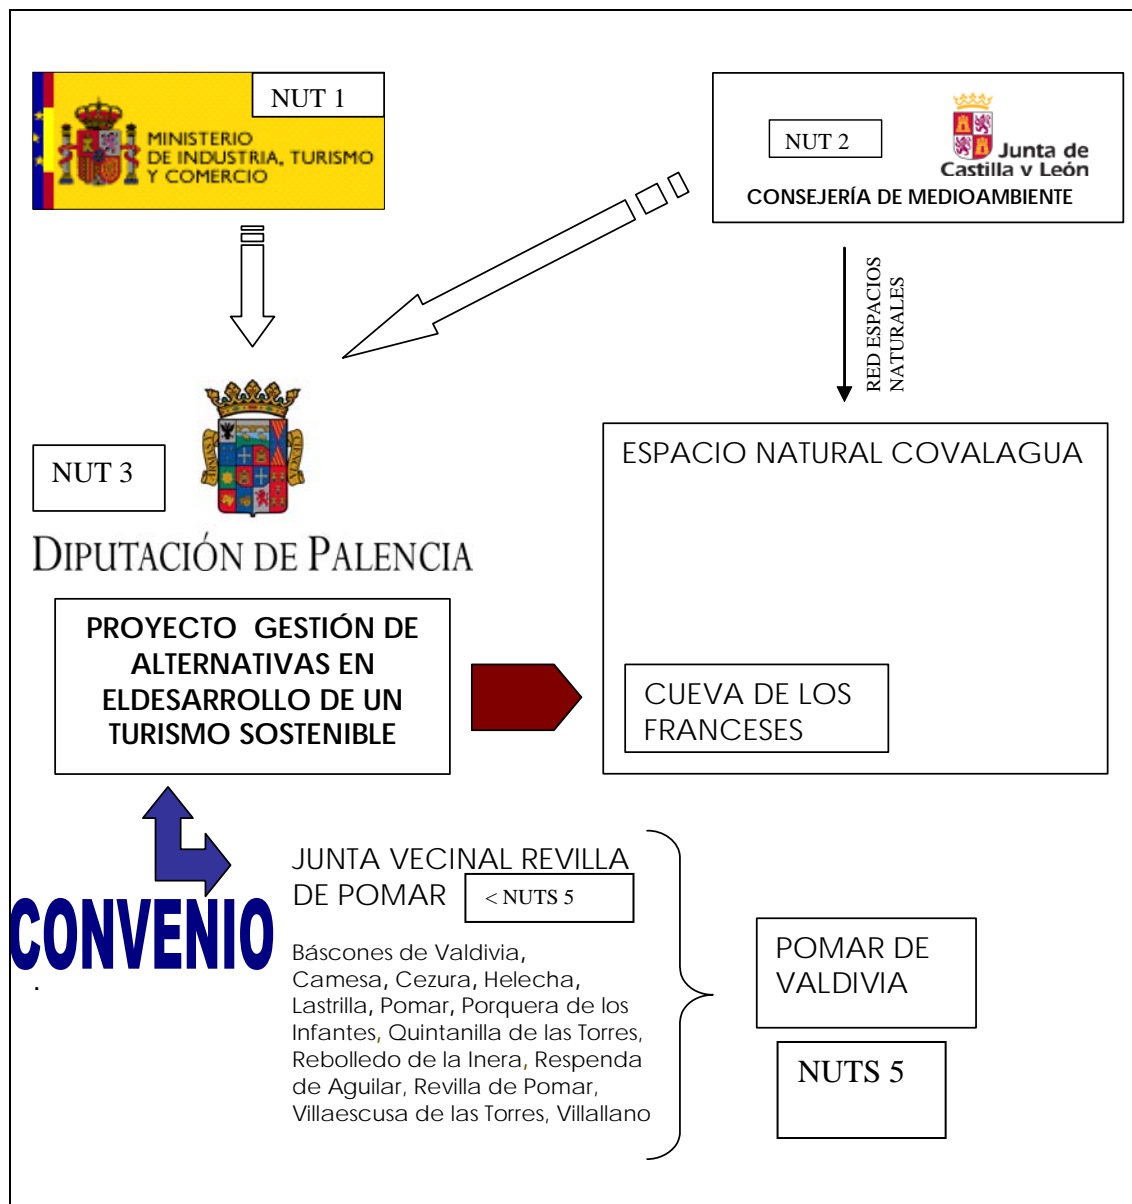 NUT 1
MINISTERIO
DE INDUSTRIA, TURISMO
Y COMERCIO
NUT 2
Junta de
Castilla y León
CONSEJERÍA DE MEDIOAMBIENTE
RED ESPACIOS
NATURALES
NUT 3
DIPUTACIÓN DE PALENCIA
ESPACIO NATURAL COVALAGUA
PROYECTO GESTIÓN DE
ALTERNATIVAS EN
ELDESARROLLO DE UN
TURISMO SOSTENIBLE
CUEVA DE LOS
FRANCESES
CONVENIO
.
JUNTA VECINAL REVILLA
DE POMAR < NUTS 5
Báscones de Valdivia,
Camesa, Cezura, Helecha,
Lastrilla, Pomar, Porquera de los
Infantes, Quintanilla de las Torres,
Rebolledo de la Inera, Respenda
de Aguilar, Revilla de Pomar,
Villaescusa de las Torres, Villallano
POMAR DE
VALDIVIA
NUTS 5